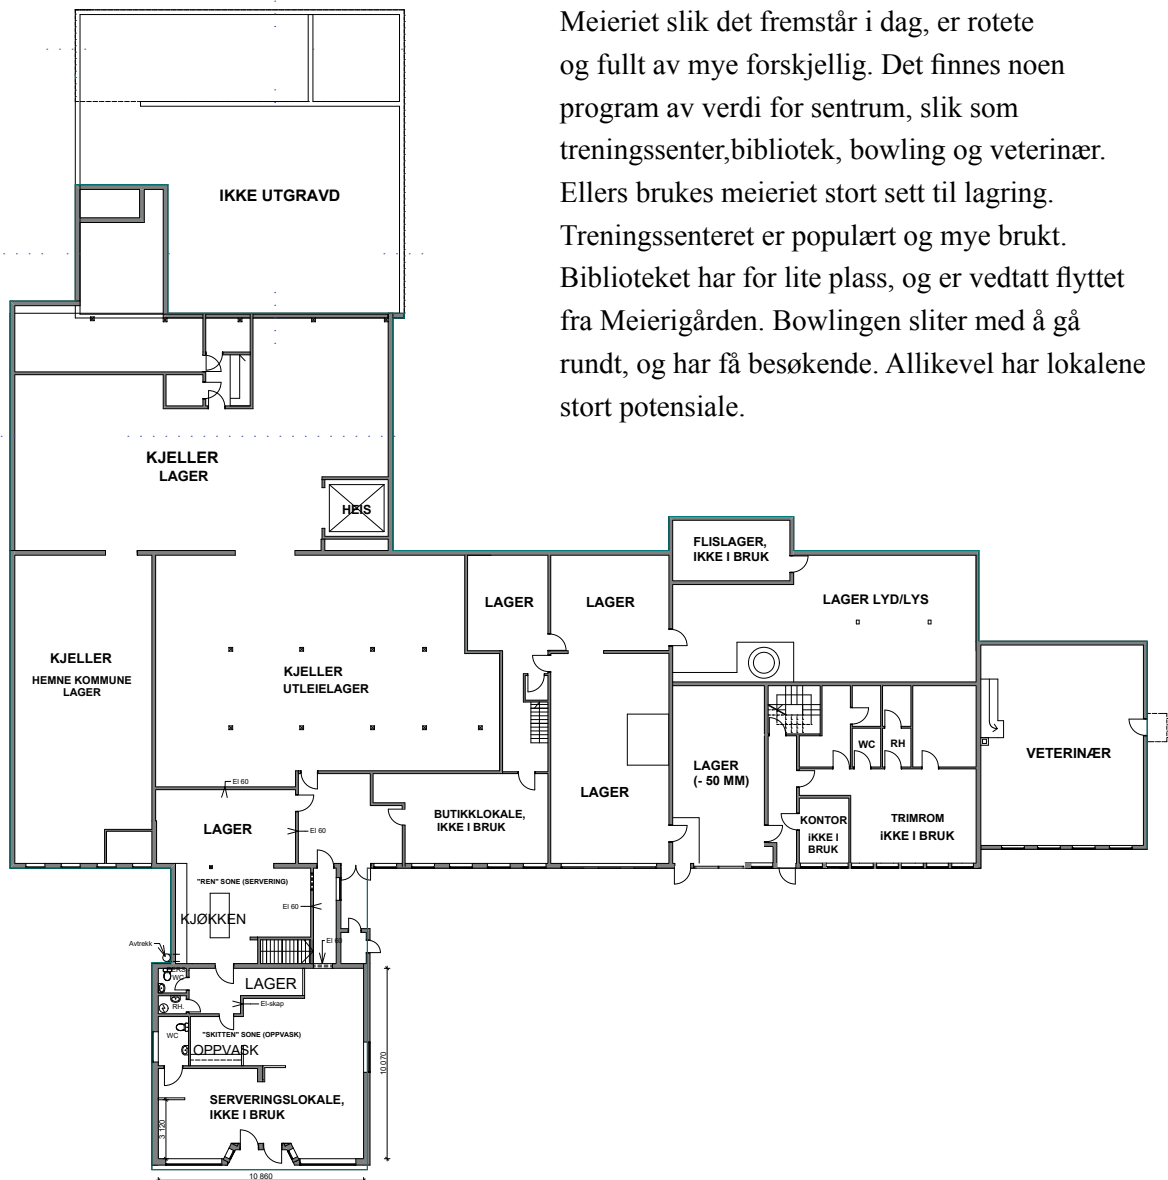 Meieriet slik det fremstår i dag, er rotete
og fullt av mye forskjellig. Det finnes noen
program av verdi for sentrum, slik som
treningssenter,bibliotek, bowling og veterinær.
Ellers brukes meieriet stort sett til lagring.
Treningssenteret er populært og mye brukt.
Biblioteket har for lite plass, og er vedtatt flyttet
fra Meierigården. Bowlingen sliter med å gå
rundt, og har få besøkende. Allikevel har lokalene
stort potensiale.
IKKE UTGRAVD
KJELLER
LAGER
HEIS
FLISLAGER,
IKKE I BRUK
LAGER
LAGER
LAGER LYD/LYS
KJELLER
HEMNE KOMMUNE
LAGER
KJELLER
UTLEIELAGER
WC
RH
VETERINÆR
LAGER
(- 50 MM)
EI 60
LAGER
BUTIKKLOKALE,
IKKE I BRUK
LAGER
KONTOR
iKKE I
BRUK
TRIMROM
iKKE I BRUK
LAGER
EI 60
"REN" SONE (SERVERING)
KJØKKEN
EI 60
Avtrekk
EI 60
WC
LAGER
RH.
El-skap
WC
"SKITTEN" SONE (OPPVASK)
OPPVASK
10 070
SERVERINGSLOKALE,
IKKE I BRUK
3 120
10 860